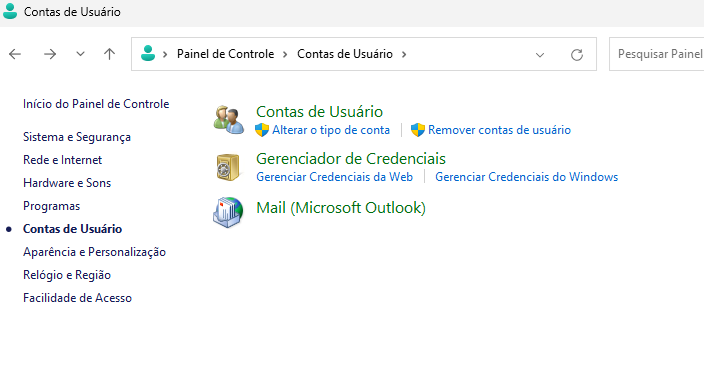 Contas de Usuário
Painel de Controle > Contas de Usuário >
Pesquisar Painel
Início do Painel de Controle
Sistema e Segurança
Rede e Internet
Hardware e Sons
Programas
Contas de Usuário
Aparência e Personalização
Relógio e Região
Facilidade de Acesso
Contas de Usuário
Alterar o tipo de conta | Remover contas de usuário
Gerenciador de Credenciais
Gerenciar Credenciais da Web | Gerenciar Credenciais do Windows
Mail (Microsoft Outlook)